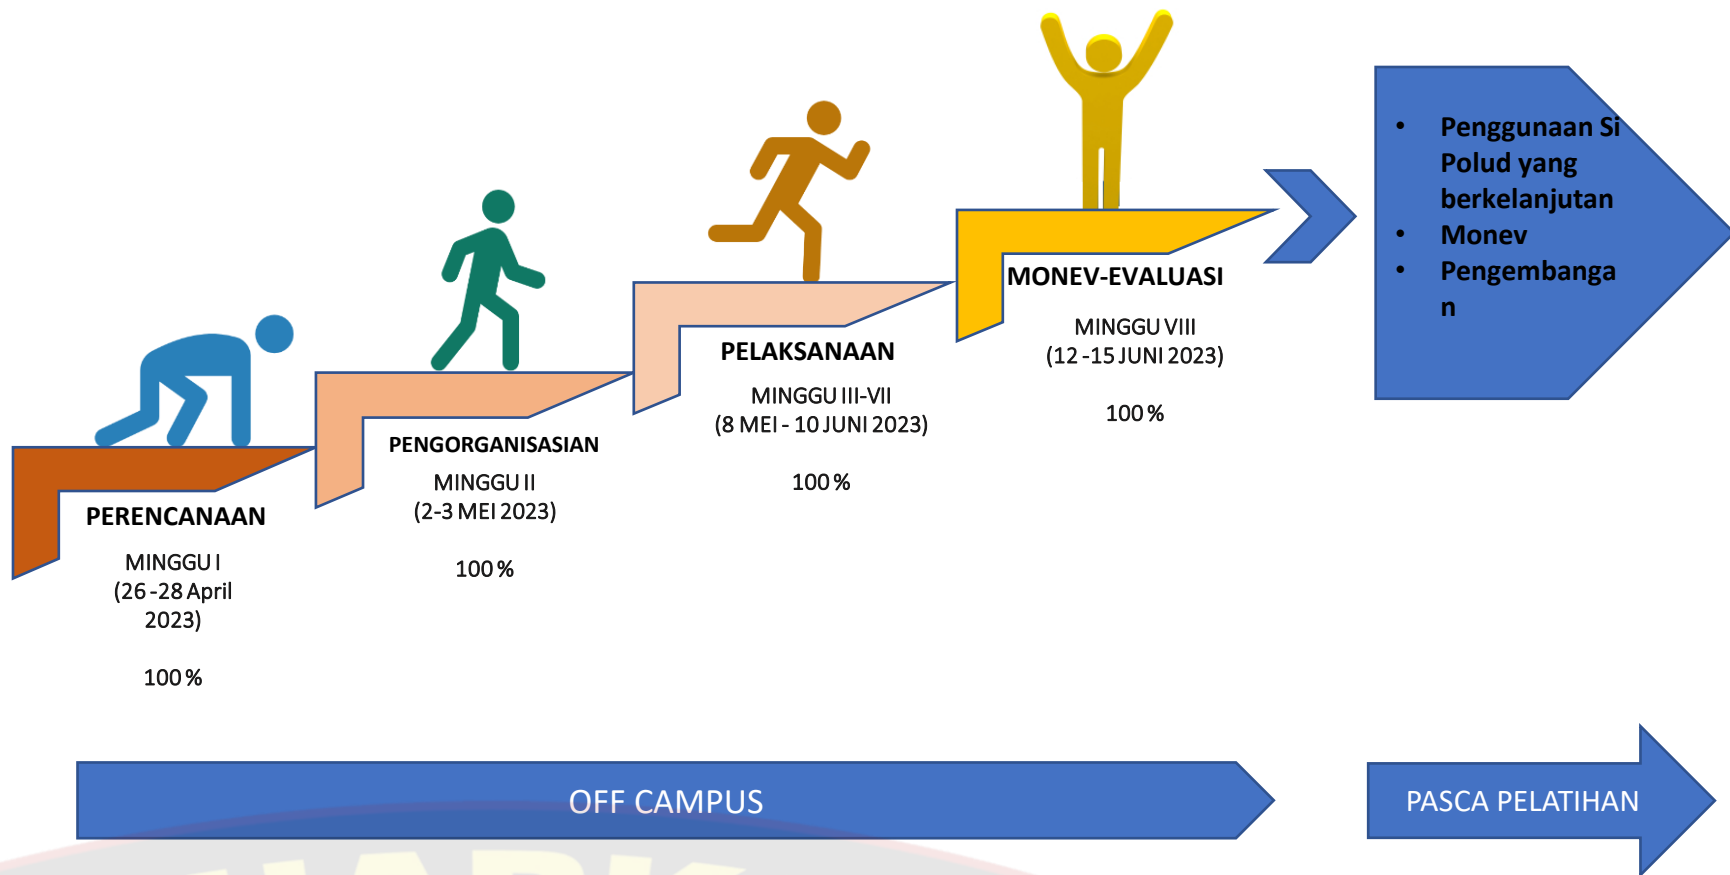 PERENCANAAN
MINGGU I
(26 -28 April
2023)
100 %
PENGORGANISASIAN
MINGGU II
(2-3 MEI 2023)
100 %
PELAKSANAAN
MINGGU III-VII
(8 MEI - 10 JUNI 2023)
100 %
MONEV-EVALUASI
MINGGU VIII
(12 -15 JUNI 2023)
100 %
• Penggunaan Si
Polud yang
berkelanjutan
• Monev
• Pengembanga
n
OFF CAMPUS
PASCA PELATIHAN